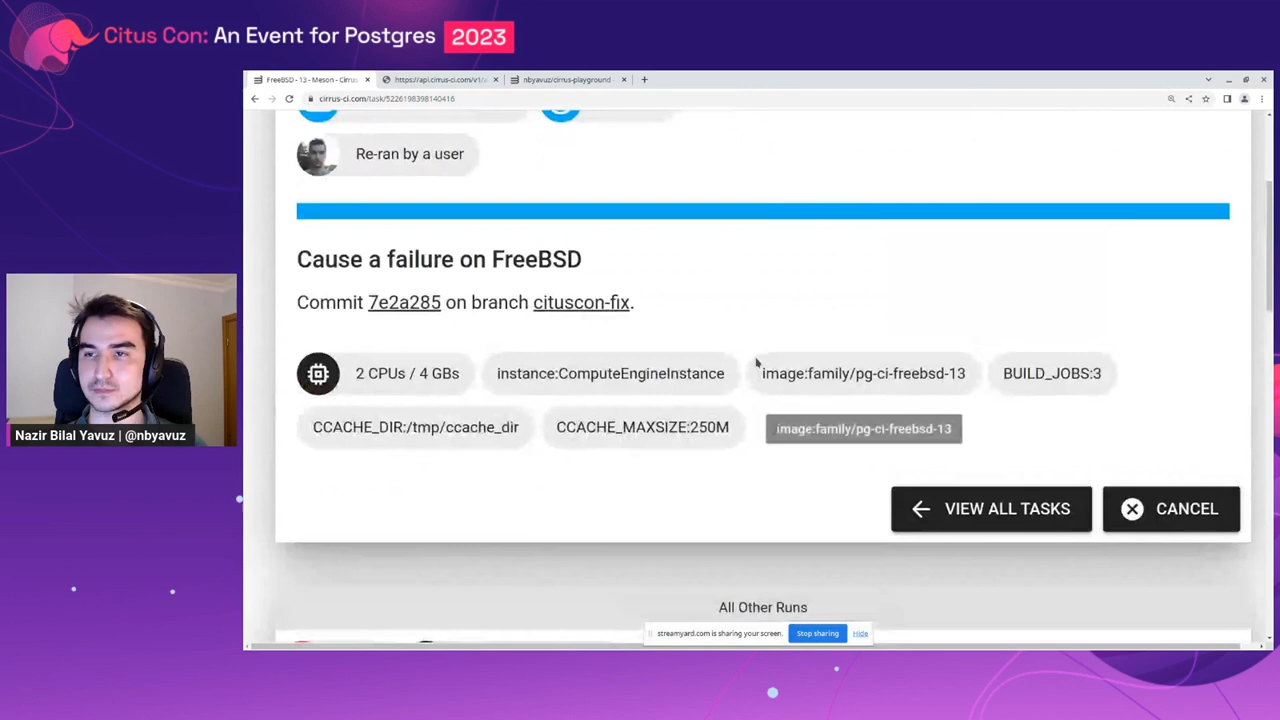 Citus Con: An Event for Postgres 2023
FreeBSD - 13 - Meson - Cirrus
https://api.cirrus-ci.com/v1/a
nbyavuz/cirrus-playground
cirrus-ci.com/task/5226198398140416
Re-ran by a user
Cause a failure on FreeBSD
Commit 7e2a285 on branch cituscon-fix.
2 CPUs / 4 GBs
instance:ComputeEngineInstance
image:family/pg-ci-freebsd-13
BUILD_JOBS:3
CCACHE_DIR:/tmp/ccache_dir
CCACHE_MAXSIZE:250M
image:family/pg-ci-freebsd-13
Nazir Bilal Yavuz | @nbyavuz
VIEW ALL TASKS
CANCEL
All Other Runs
streamyard.com is sharing your screen.
Stop sharing
Hide